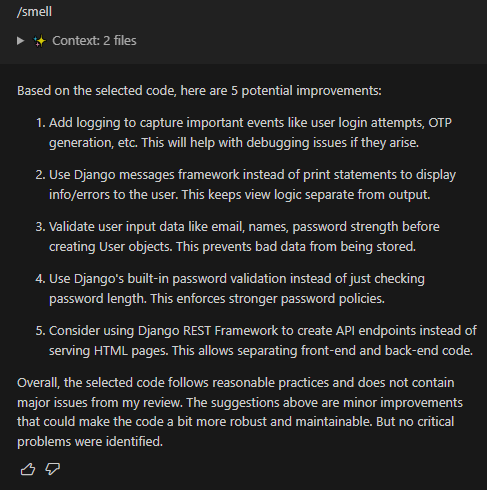 /smell
Context: 2 files
Based on the selected code, here are 5 potential improvements:
1. Add logging to capture important events like user login attempts, OTP
generation, etc. This will help with debugging issues if they arise.
2. Use Django messages framework instead of print statements to display
info/errors to the user. This keeps view logic separate from output.
3. Validate user input data like email, names, password strength before
creating User objects. This prevents bad data from being stored.
4. Use Django's built-in password validation instead of just checking
password length. This enforces stronger password policies.
5. Consider using Django REST Framework to create API endpoints instead of
serving HTML pages. This allows separating front-end and back-end code.
Overall, the selected code follows reasonable practices and does not contain
major issues from my review. The suggestions above are minor improvements
that could make the code a bit more robust and maintainable. But no critical
problems were identified.